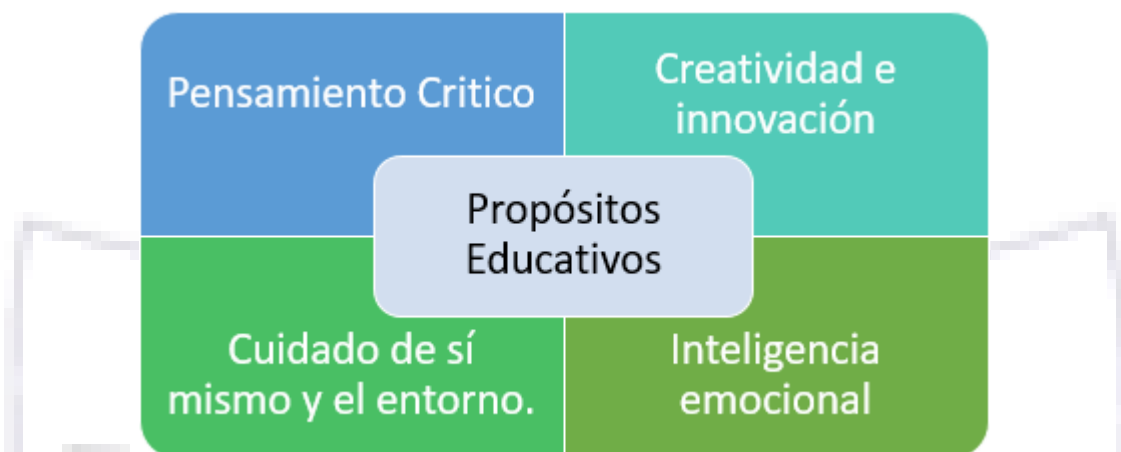 Pensamiento Critico
Creatividad e
innovación
Propósitos
Educativos
Cuidado de sí
mismo y el entorno.
Inteligencia
emocional